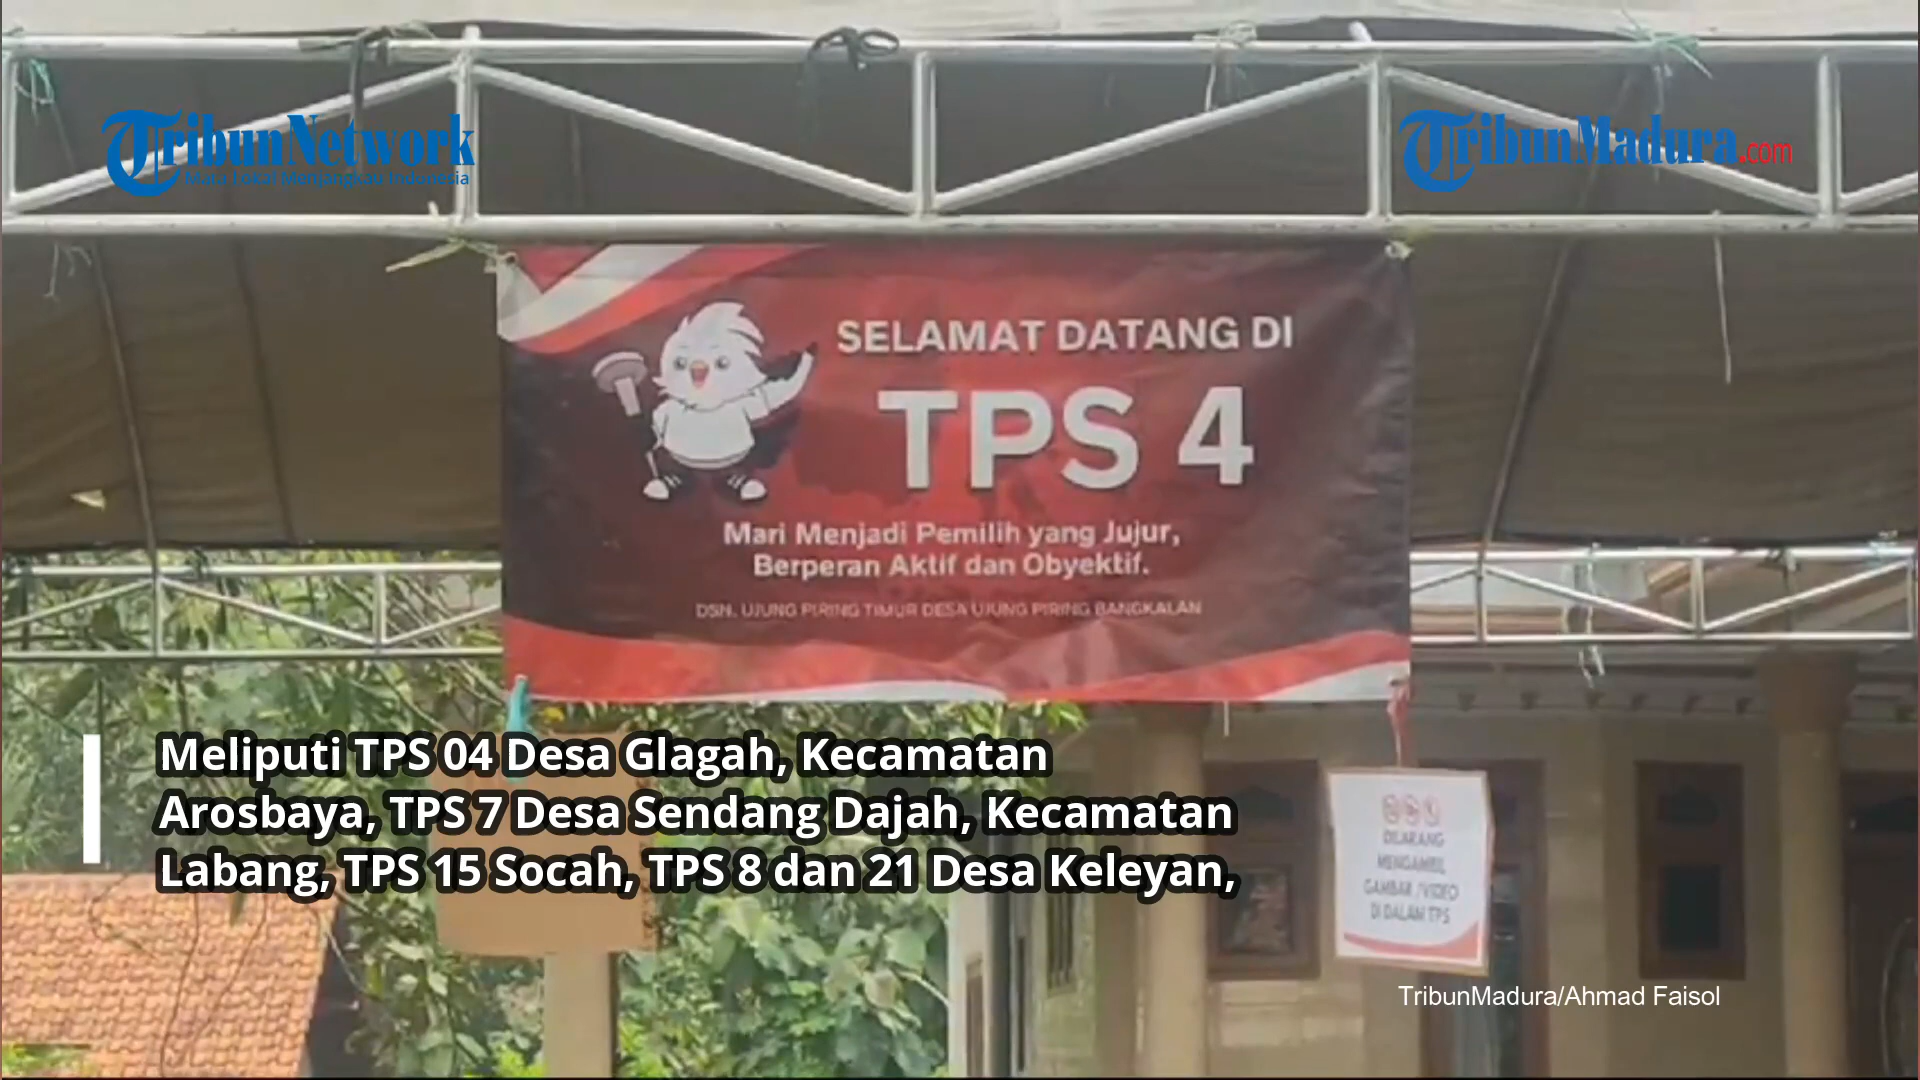 TribunNetwork
Mata Lokal Menjangkau Indonesia
TribunMadura.com
SELAMAT DATANG DI
TPS 4
Mari Menjadi Pemilih yang Jujur,
Berperan Aktif dan Obyektif.
DSN. UJUNG PIRING TIMUR DESA UJUNG PIRING BANGKALAN
Meliputi TPS 04 Desa Glagah, Kecamatan
Arosbaya, TPS 7 Desa Sendang Dajah, Kecamatan
Labang, TPS 15 Socah, TPS 8 dan 21 Desa Keleyan,
DILARANG
MENGAMBIL
GAMBAR /VIDEO
DI DALAM TPS
TribunMadura/Ahmad Faisol